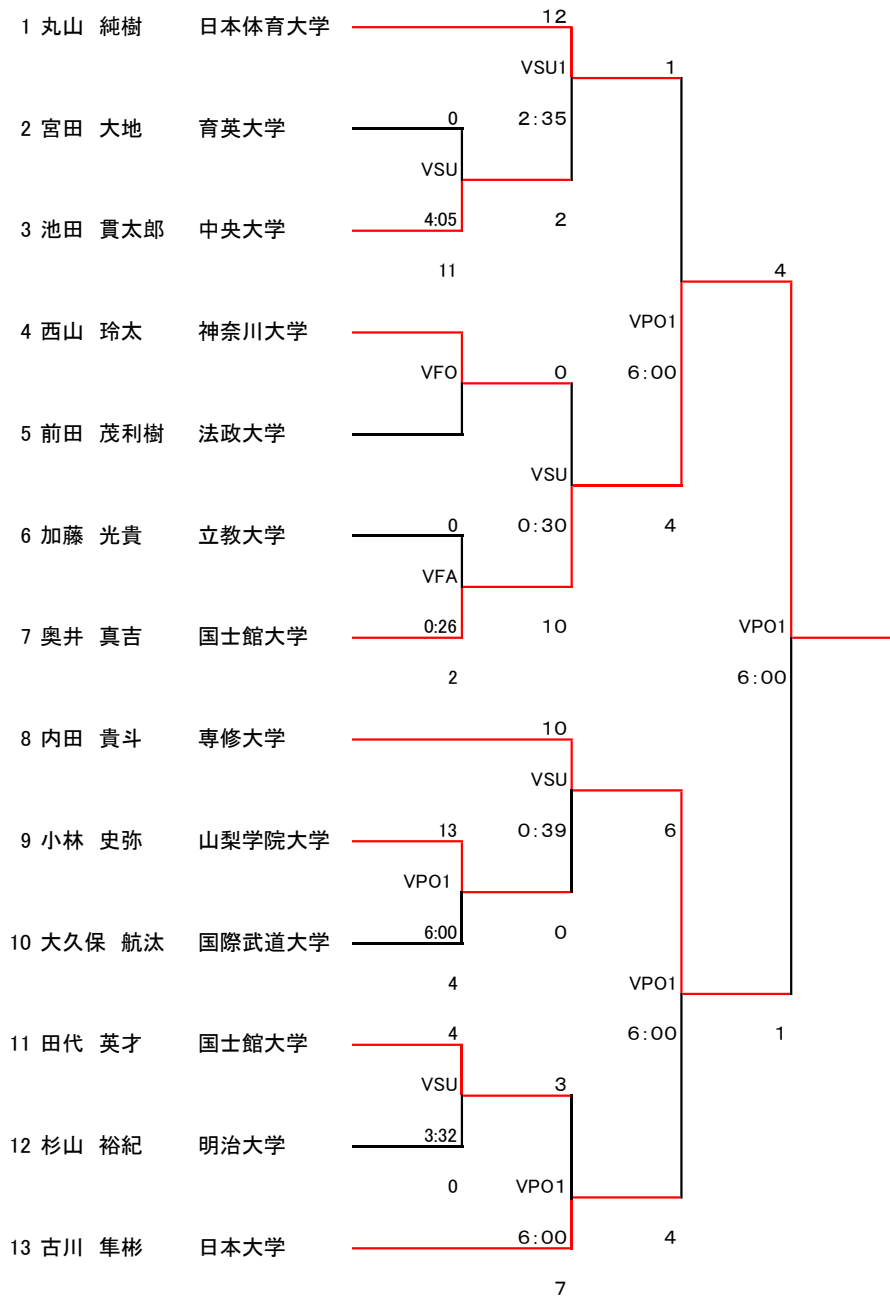 12
1 丸山 純樹 日本体育大学
VSU1 1
2 宮田 大地 育英大学 0 2:35
VSU
3 池田 貫太郎 中央大学 4:05 2
11 4
4 西山 玲太 神奈川大学 VPO1
VFO 0 6:00
5 前田 茂利樹 法政大学
VSU
6 加藤 光貴 立教大学 0 0:30 4
VFA
7 奥井 真吉 国士館大学 0:26 10 VPO1
2 6:00
8 内田 貴斗 専修大学 10
VSU
9 小林 史弥 山梨学院大学 13 0:39 6
VPO1
10 大久保 航汰 国際武道大学 6:00 0
4 VPO1
11 田代 英才 国士館大学 4 6:00 1
VSU 3
12 杉山 裕紀 明治大学 3:32
0 VPO1
13 古川 隼彬 日本大学 6:00 4
7